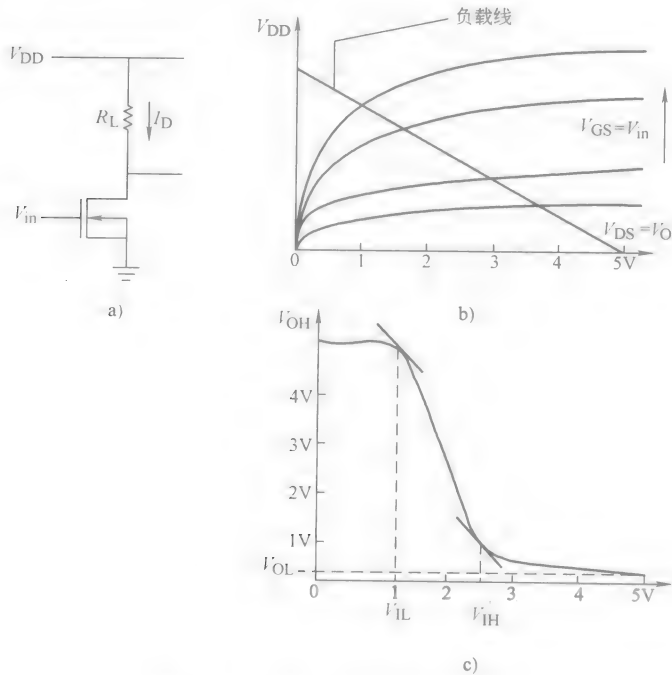 V_DD
R_L
I_D
V_in
a)
V_DD
负载线
V_GS=V_in
V_DS=V_O
0 1 2 3 4 5V
b)
V_OH
4V
3V
2V
1V
V_OL
0 1 2 3 4 5V
V_IL
V_IH
c)